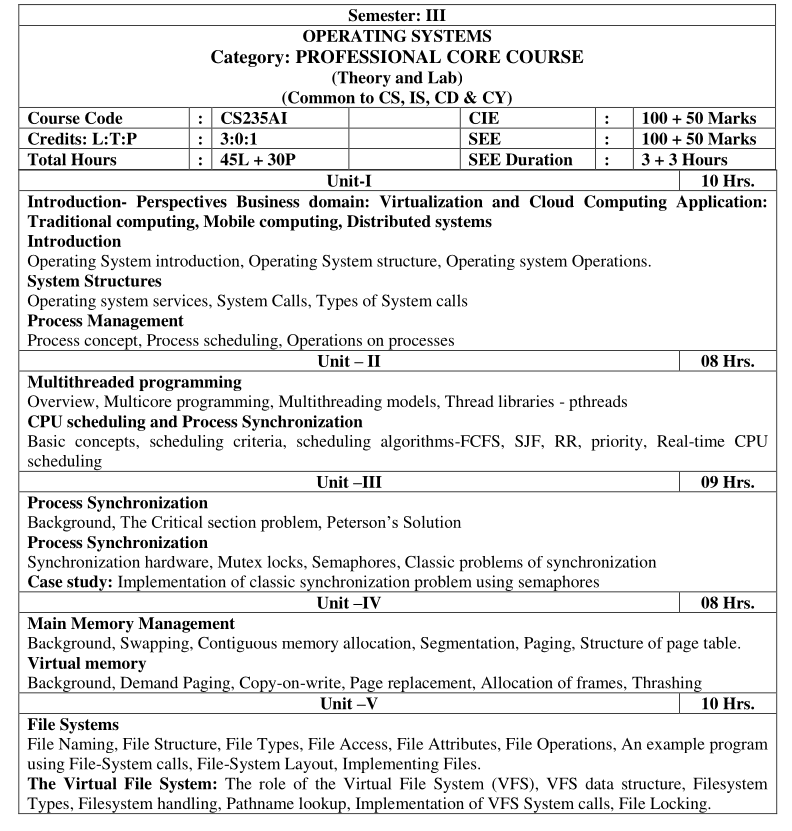 Semester: III
OPERATING SYSTEMS
Category: PROFESSIONAL CORE COURSE
(Theory and Lab)
(Common to CS, IS, CD & CY)
Course Code : CS235AI CIE : 100 + 50 Marks
Credits: L:T:P : 3:0:1 SEE : 100 + 50 Marks
Total Hours : 45L + 30P SEE Duration : 3 + 3 Hours
Unit-I 10 Hrs.
Introduction- Perspectives Business domain: Virtualization and Cloud Computing Application:
Traditional computing, Mobile computing, Distributed systems
Introduction
Operating System introduction, Operating System structure, Operating system Operations.
System Structures
Operating system services, System Calls, Types of System calls
Process Management
Process concept, Process scheduling, Operations on processes
Unit – II 08 Hrs.
Multithreaded programming
Overview, Multicore programming, Multithreading models, Thread libraries - pthreads
CPU scheduling and Process Synchronization
Basic concepts, scheduling criteria, scheduling algorithms-FCFS, SJF, RR, priority, Real-time CPU
scheduling
Unit –III 09 Hrs.
Process Synchronization
Background, The Critical section problem, Peterson’s Solution
Process Synchronization
Synchronization hardware, Mutex locks, Semaphores, Classic problems of synchronization
Case study: Implementation of classic synchronization problem using semaphores
Unit –IV 08 Hrs.
Main Memory Management
Background, Swapping, Contiguous memory allocation, Segmentation, Paging, Structure of page table.
Virtual memory
Background, Demand Paging, Copy-on-write, Page replacement, Allocation of frames, Thrashing
Unit –V 10 Hrs.
File Systems
File Naming, File Structure, File Types, File Access, File Attributes, File Operations, An example program
using File-System calls, File-System Layout, Implementing Files.
The Virtual File System: The role of the Virtual File System (VFS), VFS data structure, Filesystem
Types, Filesystem handling, Pathname lookup, Implementation of VFS System calls, File Locking.